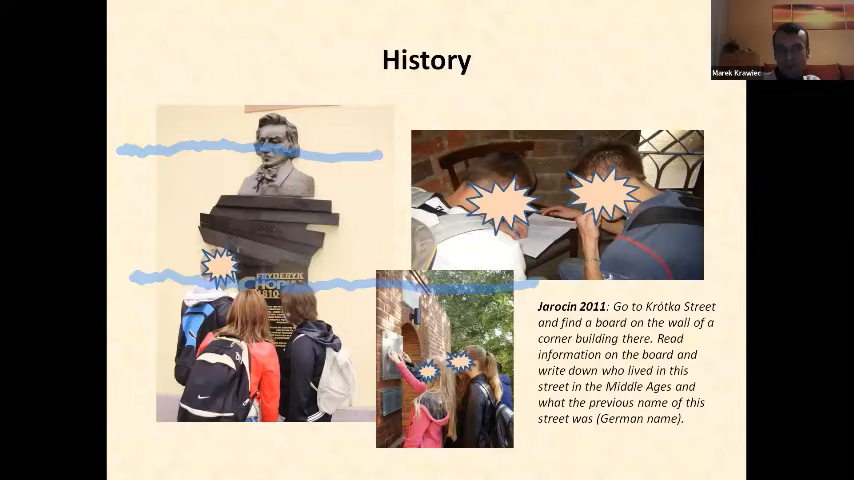 History
Marek Krawiec
FRYDERYK
1810
Jarocin 2011: Go to Krótka Street
and find a board on the wall of a
corner building there. Read
information on the board and
write down who lived in this
street in the Middle Ages and
what the previous name of this
street was (German name).